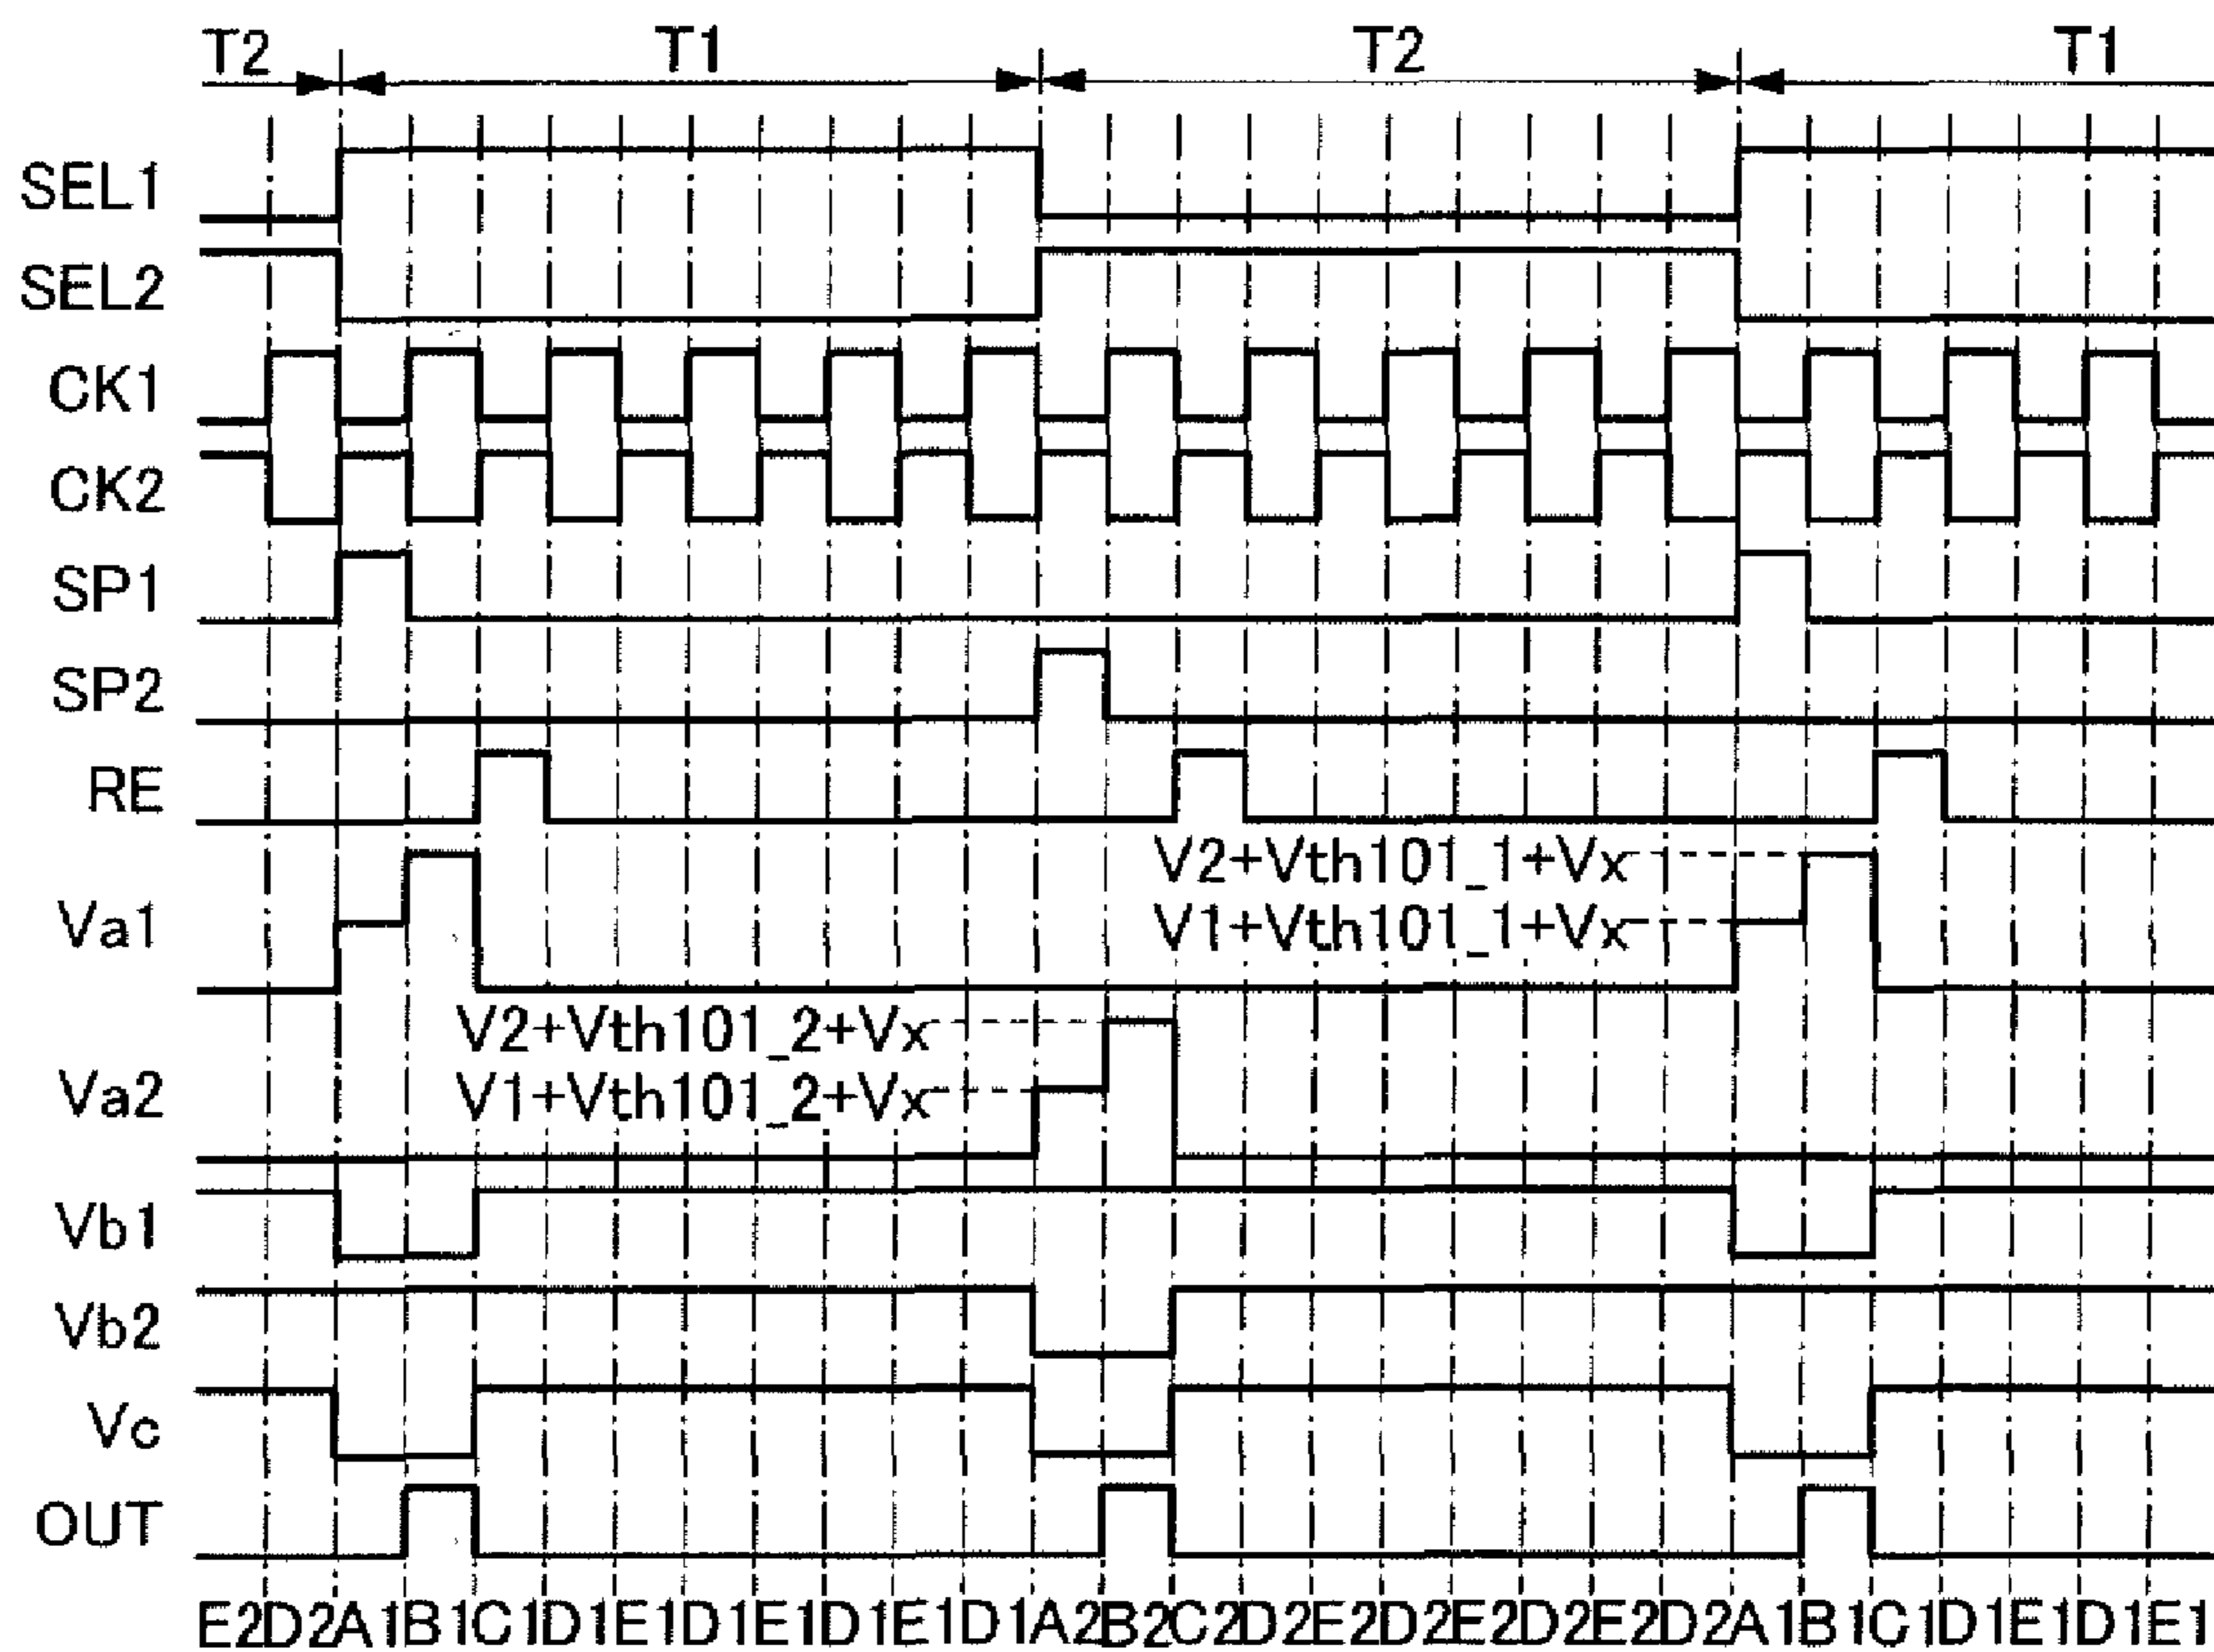 T2 T1 T2 T1
SEL1
SEL2
CK1
CK2
SP1
SP2
RE
V2+Vth101_1+Vx
Va1
V1+Vth101_1+Vx
V2+Vth101_2+Vx
Va2
V1+Vth101_2+Vx
Vb1
Vb2
Vc
OUT
E2D2A1B1C1D1E1D1E1D1E1D1A2B2C2D2E2D2E2D2E2D2A1B1C1D1E1D1E1